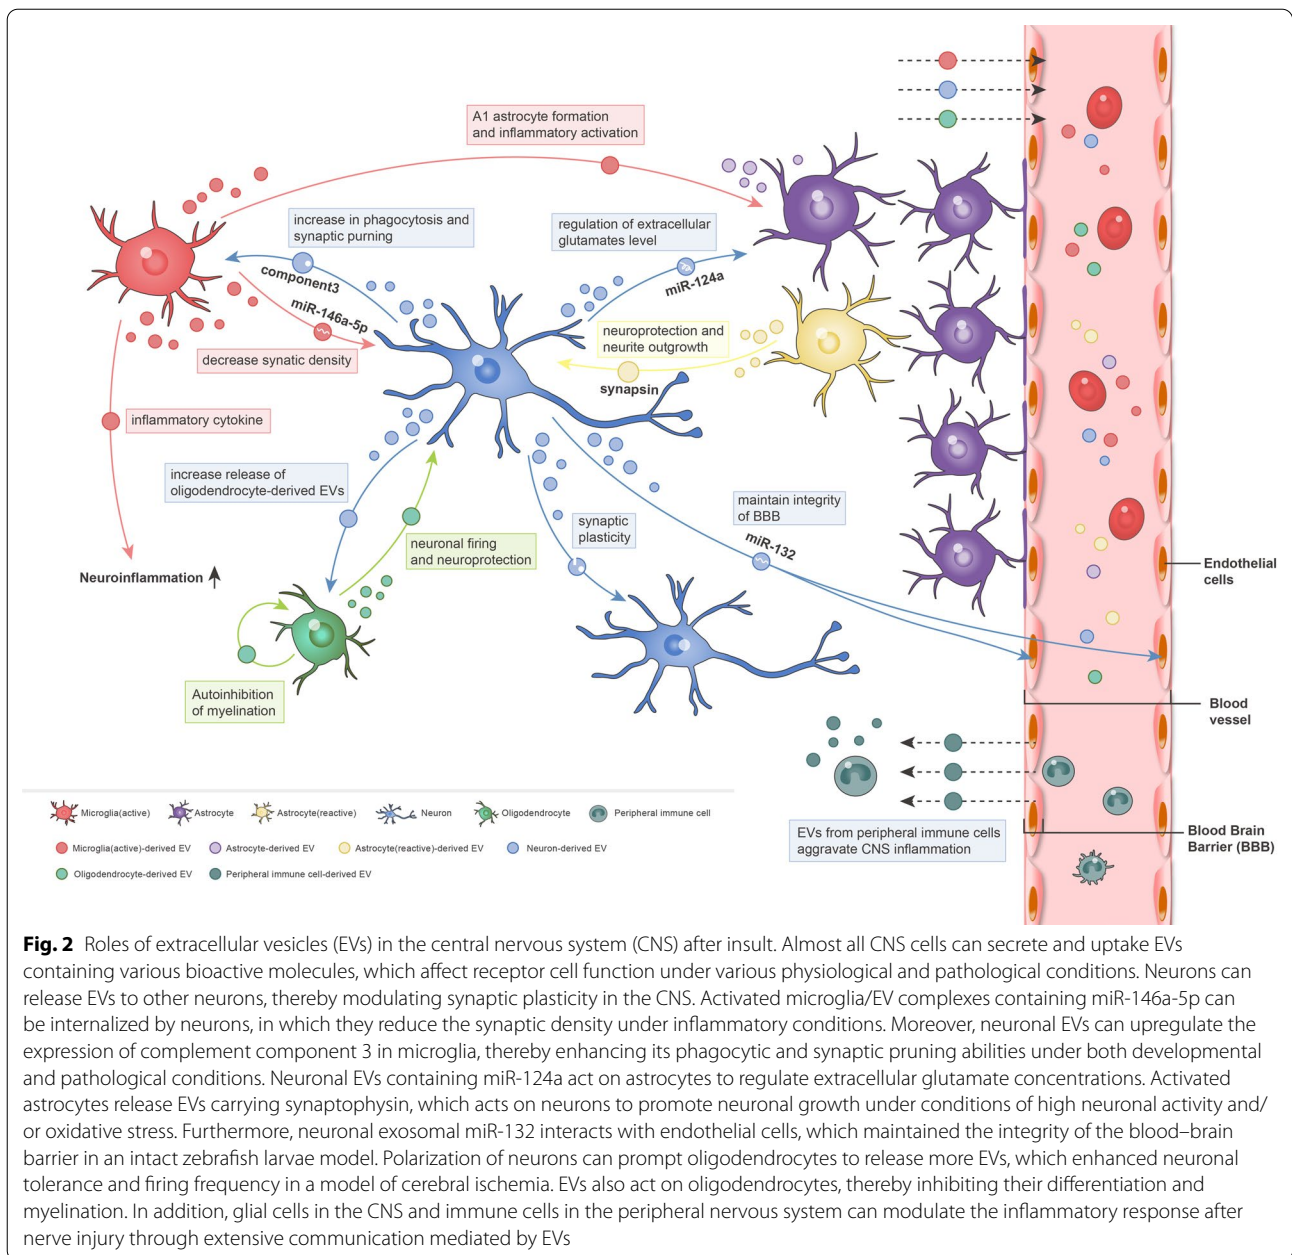 A1 astrocyte formation
and inflammatory activation
increase in phagocytosis and
synaptic purning
component3
miR-146a-5p
decrease synatic density
regulation of extracellular
glutamates level
miR-124a
neuroprotection and
neurite outgrowth
synapsin
inflammatory cytokine
Neuroinflammation
increase release of
oligodendrocyte-derived EVs
neuronal firing
and neuroprotection
Autoinhibition
of myelination
synaptic
plasticity
maintain integrity
of BBB
miR-132
Endothelial
cells
Blood
vessel
EVs from peripheral immune cells
aggravate CNS inflammation
Blood Brain
Barrier (BBB)
Microglia(active)
Astrocyte
Astrocyte(reactive)
Neuron
Oligodendrocyte
Peripheral immune cell
Microglia(active)-derived EV
Astrocyte-derived EV
Astrocyte(reactive)-derived EV
Neuron-derived EV
Oligodendrocyte-derived EV
Peripheral immune cell-derived EV
Fig. 2 Roles of extracellular vesicles (EVs) in the central nervous system (CNS) after insult. Almost all CNS cells can secrete and uptake EVs
containing various bioactive molecules, which affect receptor cell function under various physiological and pathological conditions. Neurons can
release EVs to other neurons, thereby modulating synaptic plasticity in the CNS. Activated microglia/EV complexes containing miR-146a-5p can
be internalized by neurons, in which they reduce the synaptic density under inflammatory conditions. Moreover, neuronal EVs can upregulate the
expression of complement component 3 in microglia, thereby enhancing its phagocytic and synaptic pruning abilities under both developmental
and pathological conditions. Neuronal EVs containing miR-124a act on astrocytes to regulate extracellular glutamate concentrations. Activated
astrocytes release EVs carrying synaptophysin, which acts on neurons to promote neuronal growth under conditions of high neuronal activity and/
or oxidative stress. Furthermore, neuronal exosomal miR-132 interacts with endothelial cells, which maintained the integrity of the blood–brain
barrier in an intact zebrafish larvae model. Polarization of neurons can prompt oligodendrocytes to release more EVs, which enhanced neuronal
tolerance and firing frequency in a model of cerebral ischemia. EVs also act on oligodendrocytes, thereby inhibiting their differentiation and
myelination. In addition, glial cells in the CNS and immune cells in the peripheral nervous system can modulate the inflammatory response after
nerve injury through extensive communication mediated by EVs